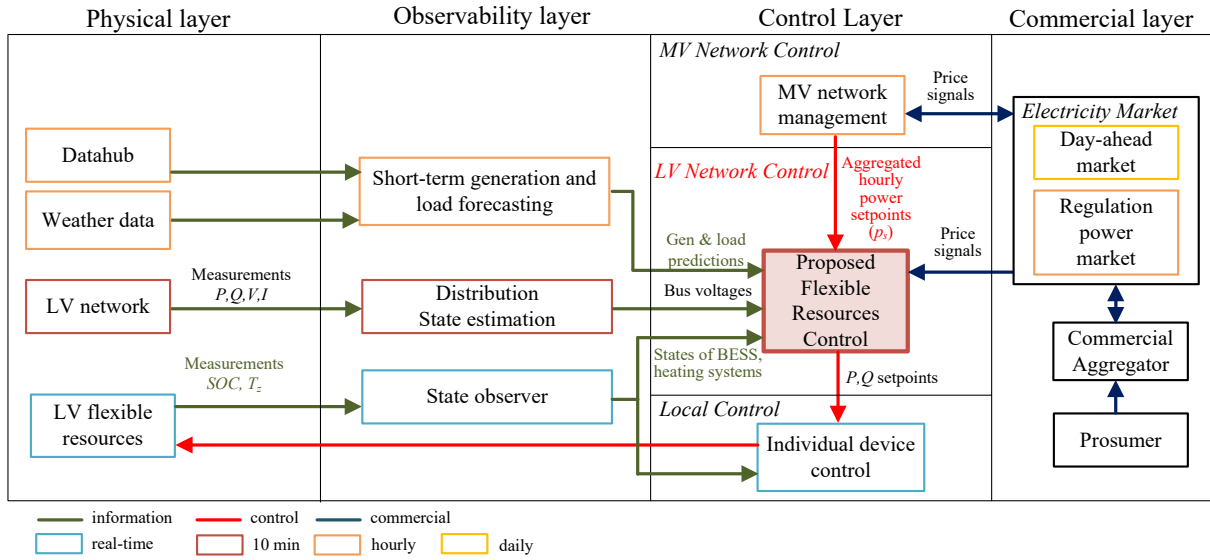 Physical layer
Observability layer
Control Layer
Commercial layer
MV Network Control
MV network
management
Price
signals
Electricity Market
Day-ahead
market
Regulation
power
market
Datahub
Weather data
Short-term generation and
load forecasting
LV Network Control
Aggregated
hourly
power
setpoints
(ps)
Gen & load
predictions
Price
signals
Measurements
P,Q,V,I
LV network
Distribution
State estimation
Bus voltages
Proposed
Flexible
Resources
Control
Measurements
SOC, Tz
States of BESS,
heating systems
P,Q setpoints
Commercial
Aggregator
LV flexible
resources
State observer
Local Control
Individual device
control
Prosumer
information
control
commercial
real-time
10 min
hourly
daily